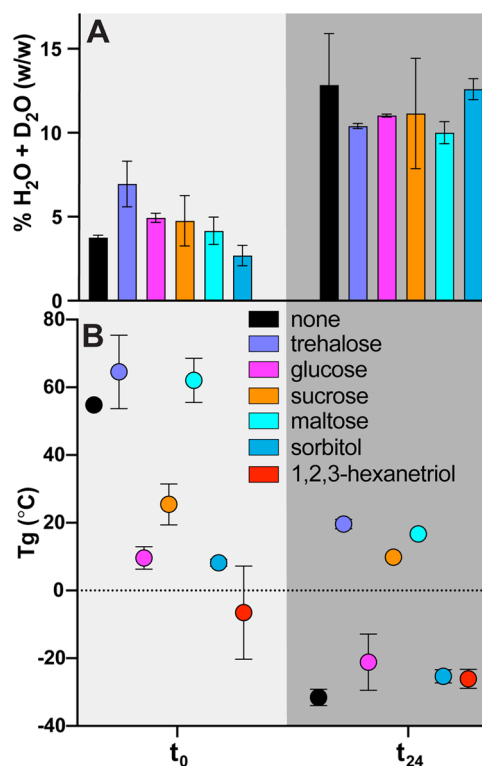 A
% H₂O + D₂O (w/w)
15
10
5
0
B
Tg (°C)
80
60
40
20
0
-20
-40
none
trehalose
glucose
sucrose
maltose
sorbitol
1,2,3-hexanetriol
t₀
t₂₄